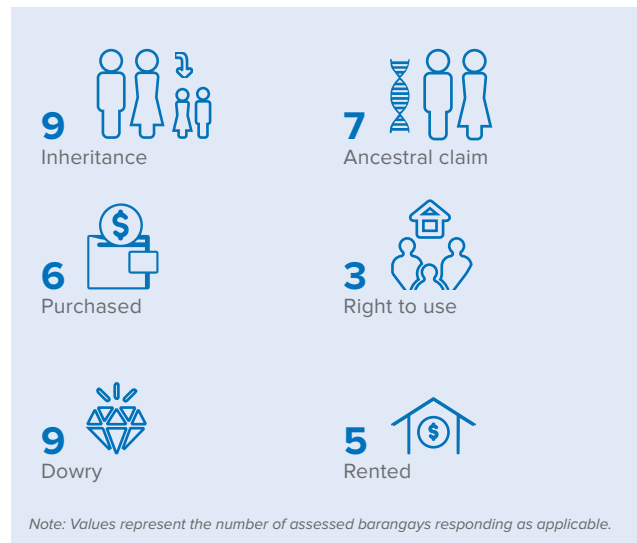 9
Inheritance
7
Ancestral claim
$
6
Purchased
3
Right to use
9
Dowry
$
5
Rented
Note: Values represent the number of assessed barangays responding as applicable.